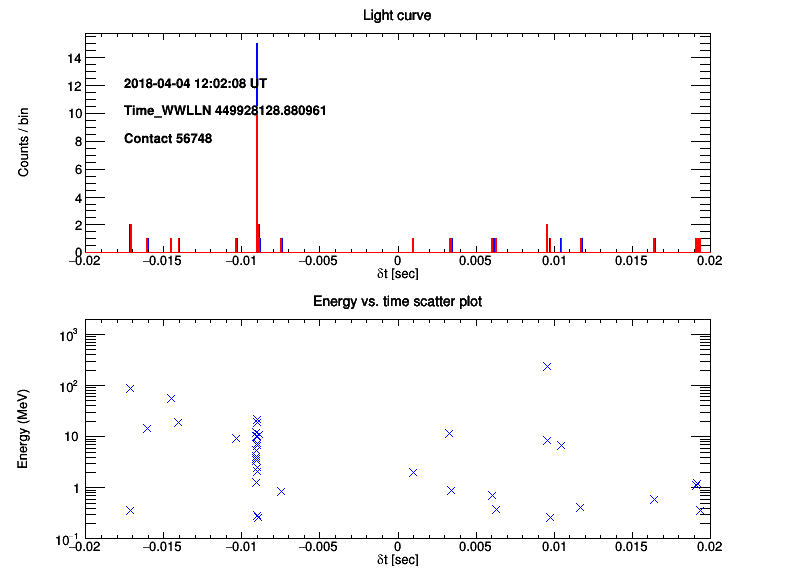 Light curve
Counts / bin
14
12
10
8
6
4
2
0
2018-04-04 12:02:08 UT
Time_WWLLN 449928128.880961
Contact 56748
−0.02 −0.015 −0.01 −0.005 0 0.005 0.01 0.015 0.02
δt [sec]
Energy vs. time scatter plot
Energy (MeV)
10³
10²
10
1
10⁻¹
−0.02 −0.015 −0.01 −0.005 0 0.005 0.01 0.015 0.02
δt [sec]